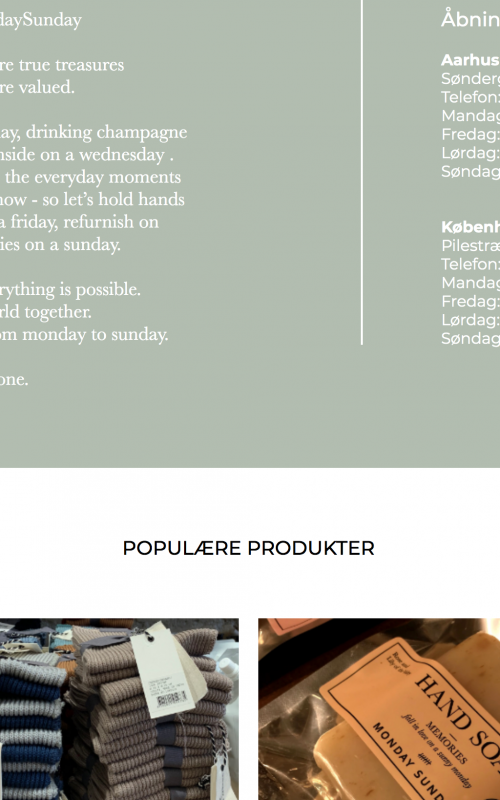 daySunday
re true treasures
re valued.
ay, drinking champagne
nside on a wednesday .
the everyday moments
now - so let's hold hands
a friday, refurnish on
ies on a sunday.
rything is possible.
rld together.
om monday to sunday.
one.
Åbnin
Aarhus
Sønderg
Telefon:
Mandag
Fredag:
Lørdag:
Søndag
Københ
Pilestræ
Telefon:
Mandag
Fredag:
Lørdag:
Søndag
POPULÆRE PRODUKTER
HAND SOA
MEMORIES
fall in love on a sunny monday
MONDAY SUND